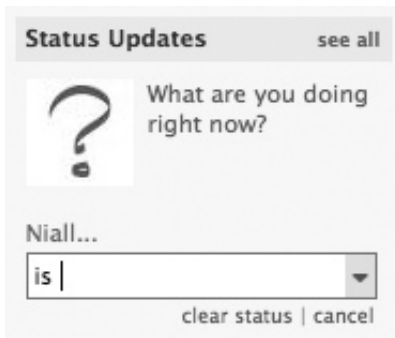 Status Updates see all
What are you doing
right now?
Niall...
is
clear status | cancel